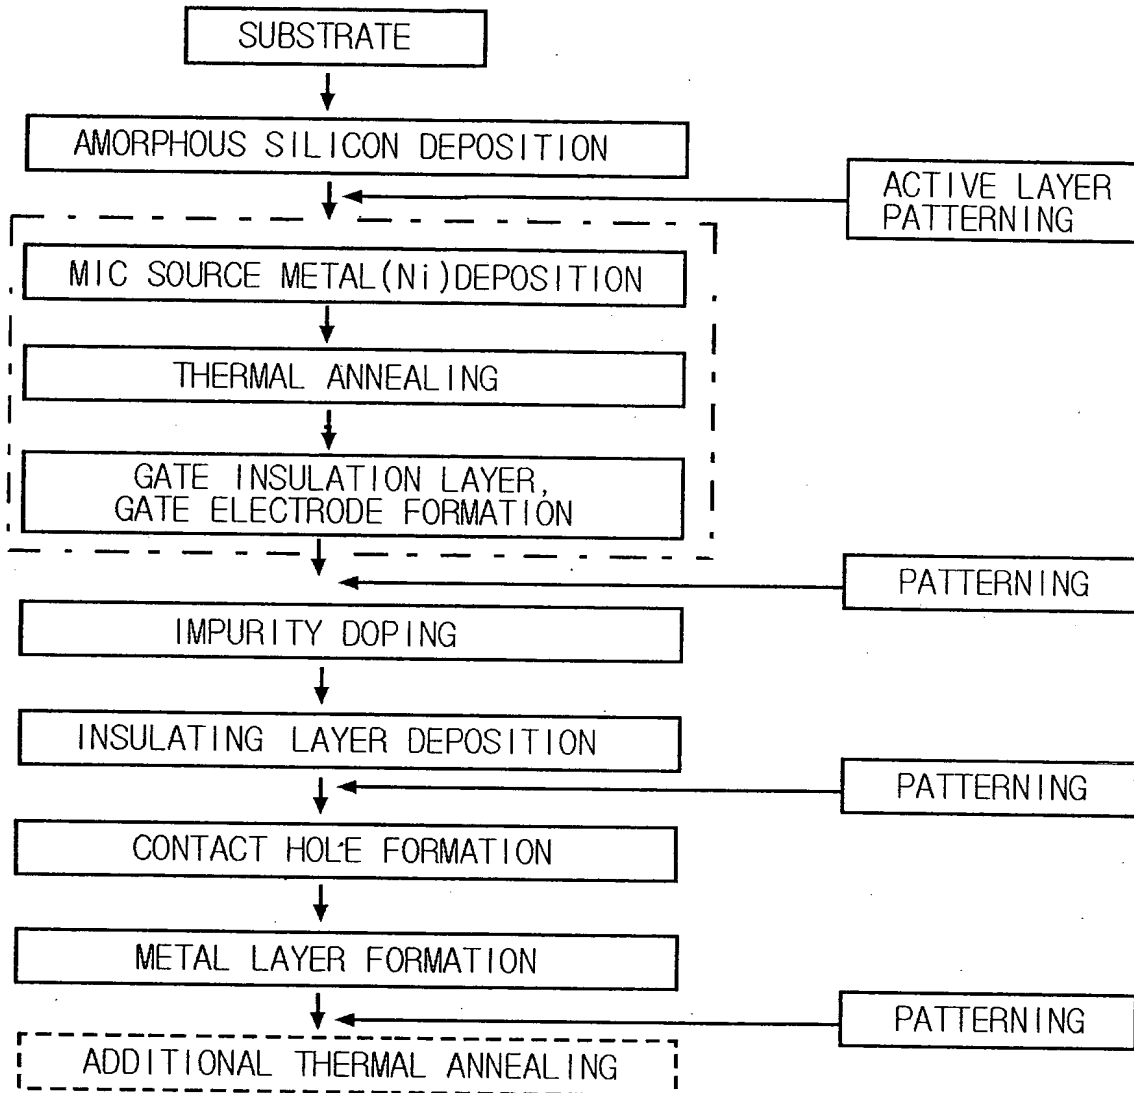 SUBSTRATE
AMORPHOUS SILICON DEPOSITION
ACTIVE LAYER
PATTERNING
MIC SOURCE METAL(Ni)DEPOSITION
THERMAL ANNEALING
GATE INSULATION LAYER,
GATE ELECTRODE FORMATION
PATTERNING
IMPURITY DOPING
INSULATING LAYER DEPOSITION
PATTERNING
CONTACT HOLE FORMATION
METAL LAYER FORMATION
PATTERNING
ADDITIONAL THERMAL ANNEALING